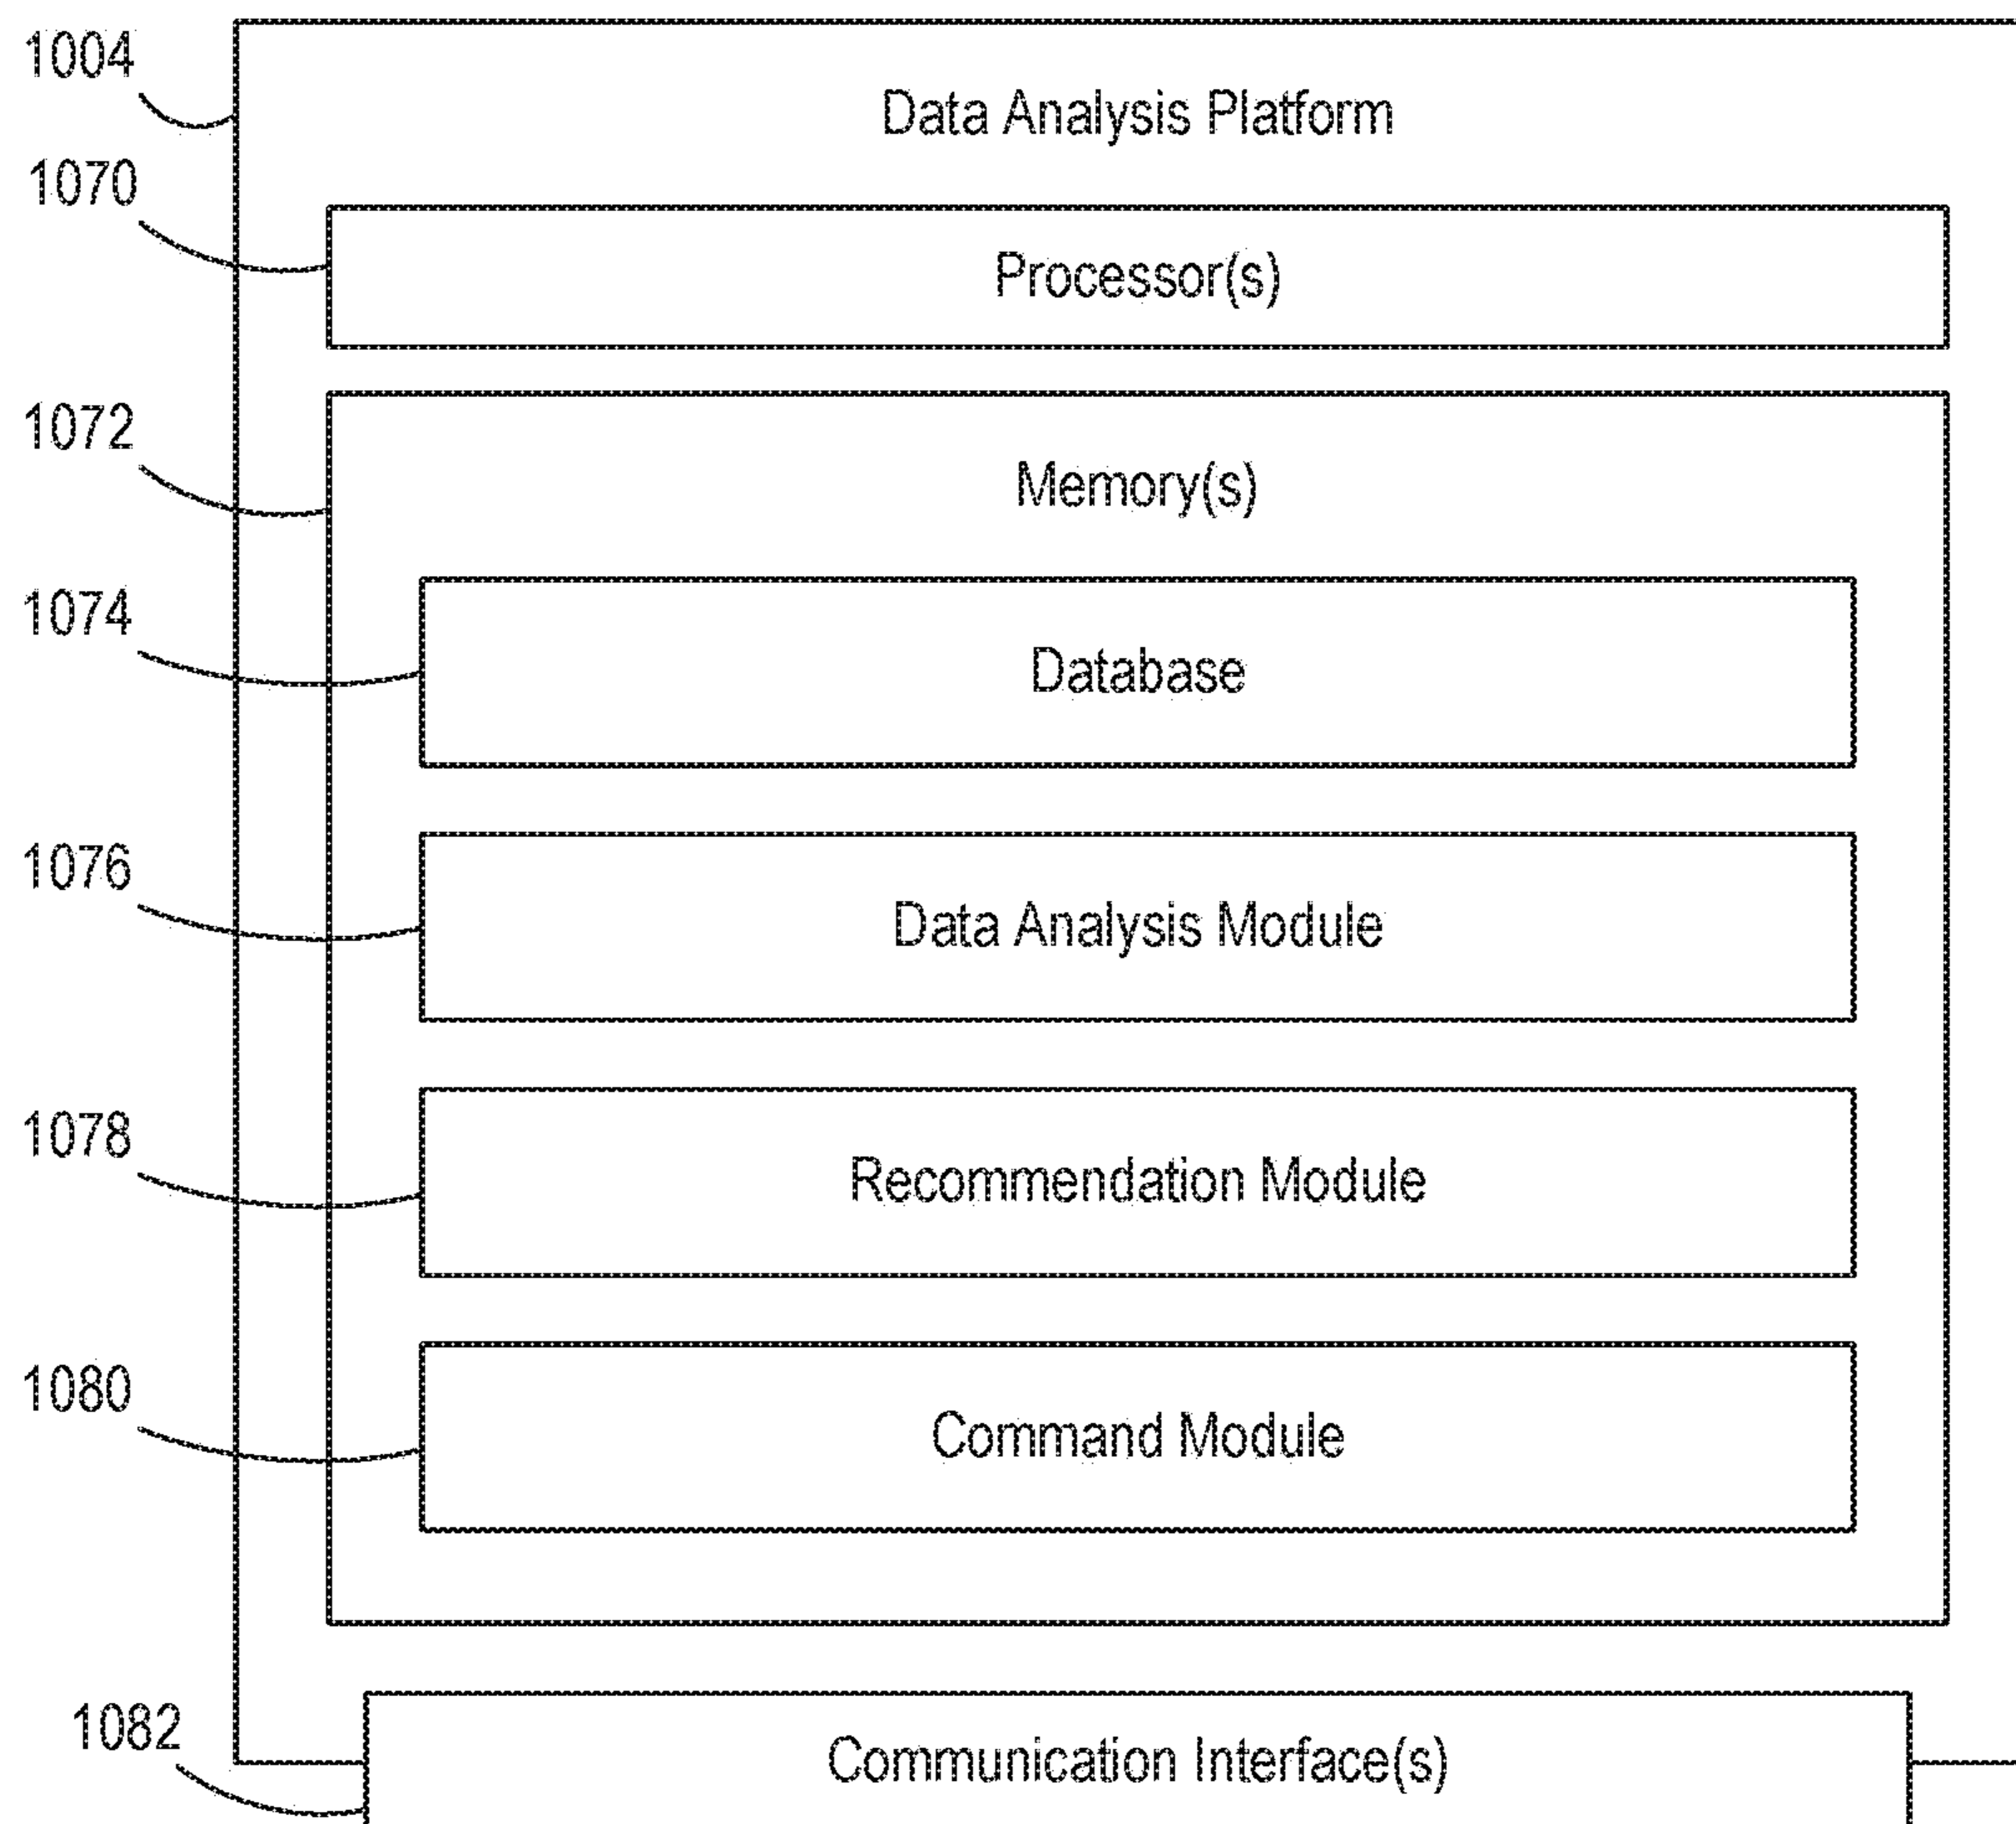 1004
Data Analysis Platform
1070
Processor(s)
1072
Memory(s)
1074
Database
1076
Data Analysis Module
1078
Recommendation Module
1080
Command Module
1082
Communication Interface(s)